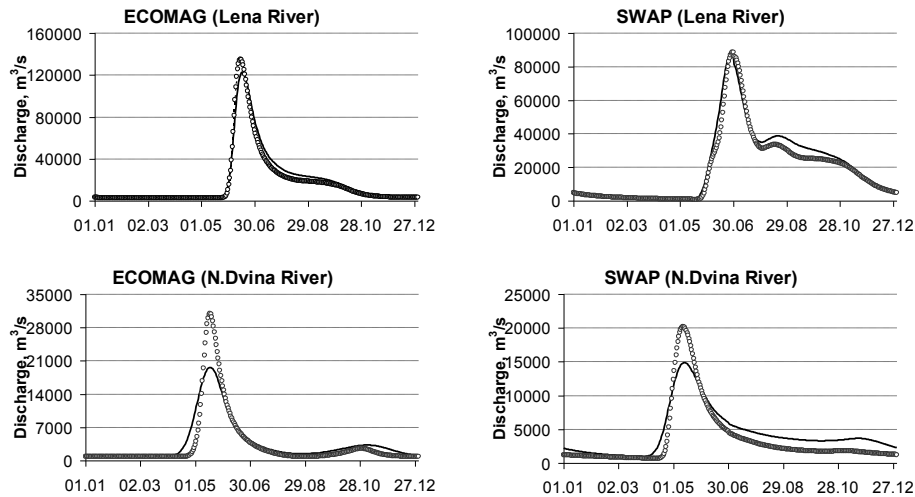 ECOMAG (Lena River)
Discharge, m³/s
160000
120000
80000
40000
0
01.01 02.03 01.05 30.06 29.08 28.10 27.12
SWAP (Lena River)
Discharge, m³/s
100000
80000
60000
40000
20000
0
01.01 02.03 01.05 30.06 29.08 28.10 27.12
ECOMAG (N.Dvina River)
Discharge, m³/s
35000
28000
21000
14000
7000
0
01.01 02.03 01.05 30.06 29.08 28.10 27.12
SWAP (N.Dvina River)
Discharge, m³/s
25000
20000
15000
10000
5000
0
01.01 02.03 01.05 30.06 29.08 28.10 27.12